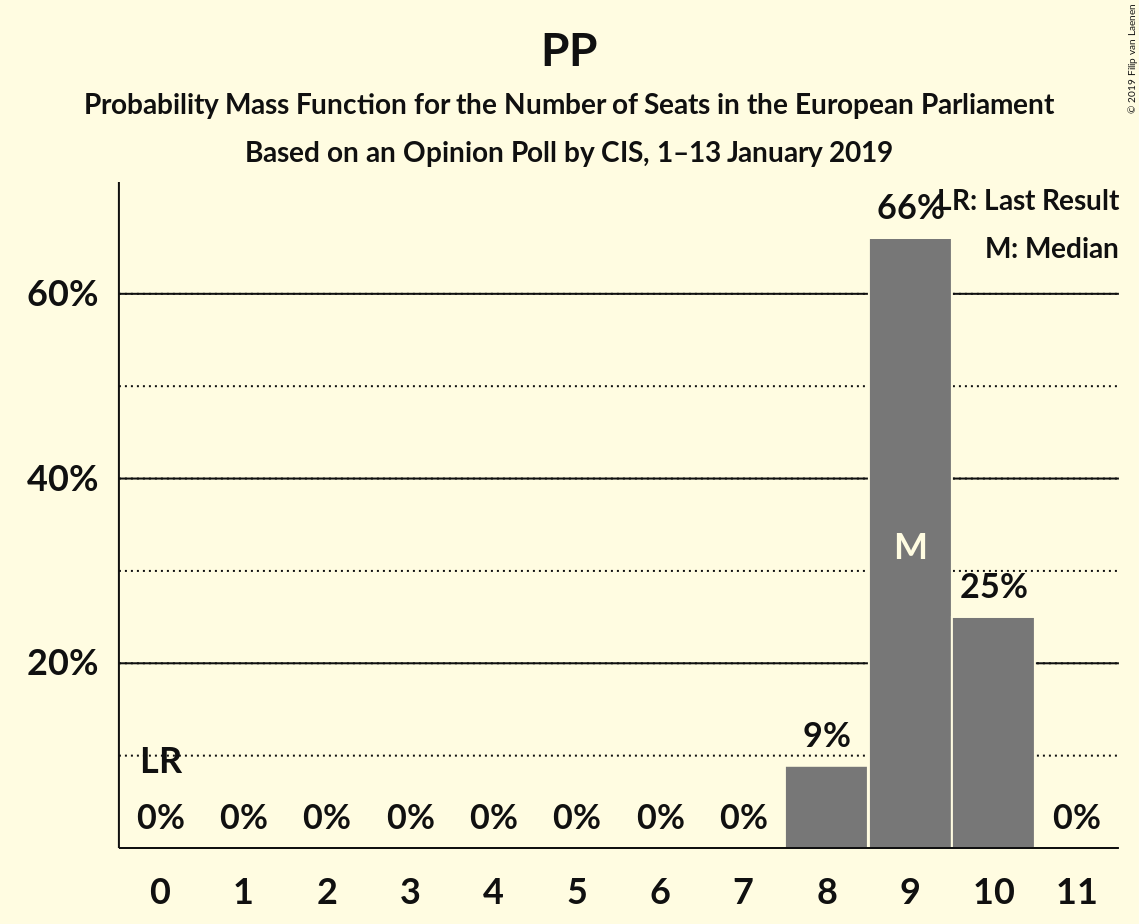 PP
Probability Mass Function for the Number of Seats in the European Parliament
Based on an Opinion Poll by CIS, 1–13 January 2019
© 2019 Filip van Laenen
LR: Last Result
M: Median
66%
60%
40%
M
25%
20%
9%
LR
0% 0% 0% 0% 0% 0% 0% 0% 0%
0 1 2 3 4 5 6 7 8 9 10 11